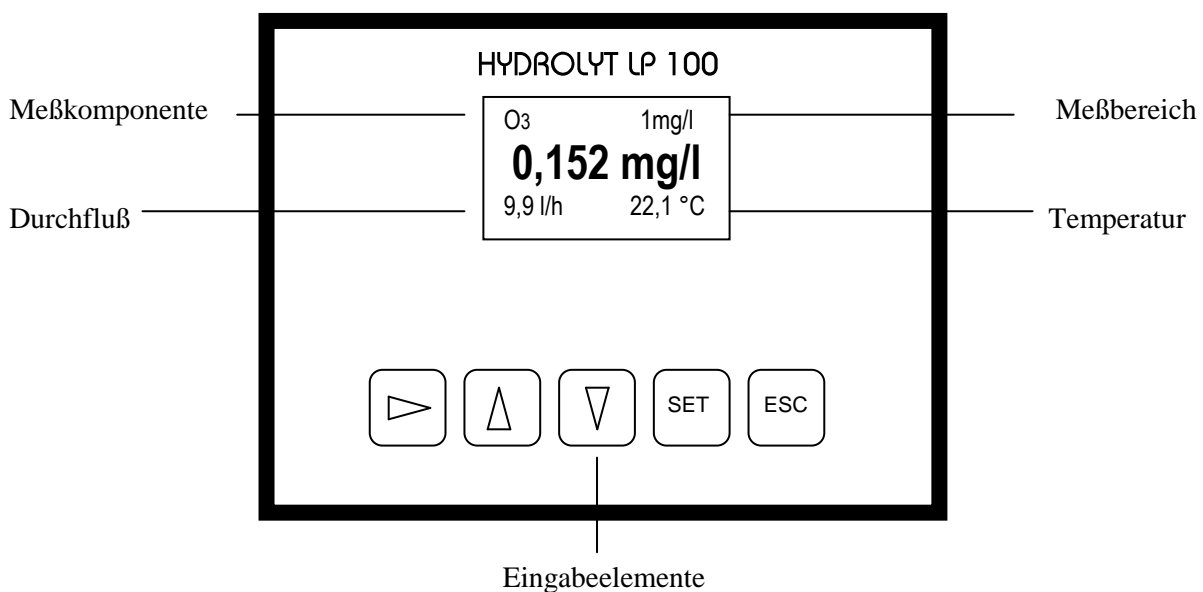 HYDROLYT LP 100
Meßkomponente
O3 1mg/l
Meßbereich
0,152 mg/l
Durchfluß
9,9 l/h 22,1 °C
Temperatur
SET ESC
Eingabeelemente